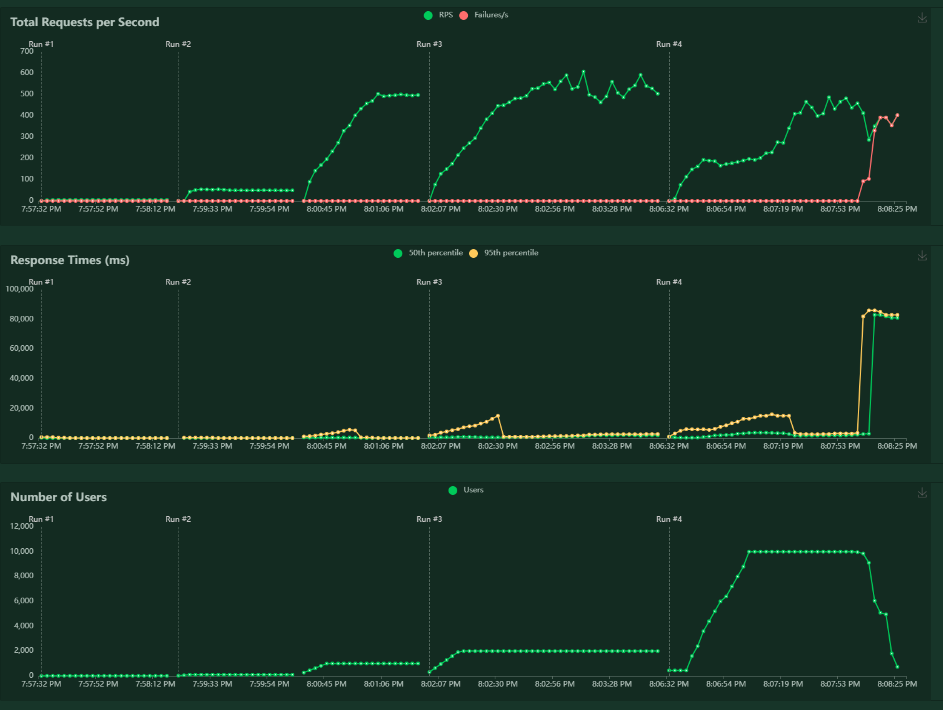 Total Requests per Second
RPS Failures/s
Run #1 Run #2 Run #3 Run #4
700
600
500
400
300
200
100
0
7:57:32 PM 7:57:52 PM 7:58:12 PM 7:59:33 PM 7:59:54 PM 8:00:45 PM 8:01:06 PM 8:02:07 PM 8:02:30 PM 8:02:56 PM 8:03:28 PM 8:06:32 PM 8:06:54 PM 8:07:19 PM 8:07:53 PM 8:08:25 PM
Response Times (ms)
50th percentile 95th percentile
Run #1 Run #2 Run #3 Run #4
100,000
80,000
60,000
40,000
20,000
0
7:57:32 PM 7:57:52 PM 7:58:12 PM 7:59:33 PM 7:59:54 PM 8:00:45 PM 8:01:06 PM 8:02:07 PM 8:02:30 PM 8:02:56 PM 8:03:28 PM 8:06:32 PM 8:06:54 PM 8:07:19 PM 8:07:53 PM 8:08:25 PM
Number of Users
Users
Run #1 Run #2 Run #3 Run #4
12,000
10,000
8,000
6,000
4,000
2,000
0
7:57:32 PM 7:57:52 PM 7:58:12 PM 7:59:33 PM 7:59:54 PM 8:00:45 PM 8:01:06 PM 8:02:07 PM 8:02:30 PM 8:02:56 PM 8:03:28 PM 8:06:32 PM 8:06:54 PM 8:07:19 PM 8:07:53 PM 8:08:25 PM